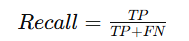 Recall = TP / TP+FN